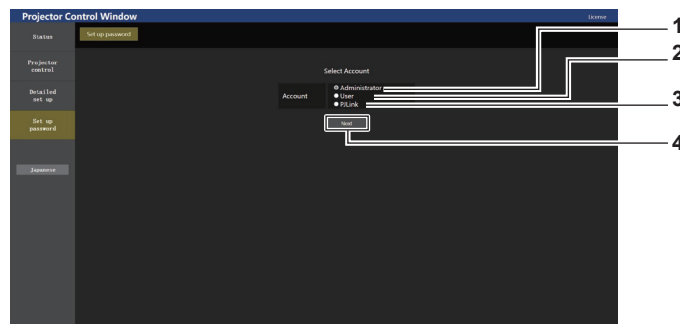 Projector Control Window
License
Status
Set up password
Projector
control
Detailed
set up
Set up
password
Japanese
Select Account
Account
Administrator
User
PJLink
Next
1
2
3
4